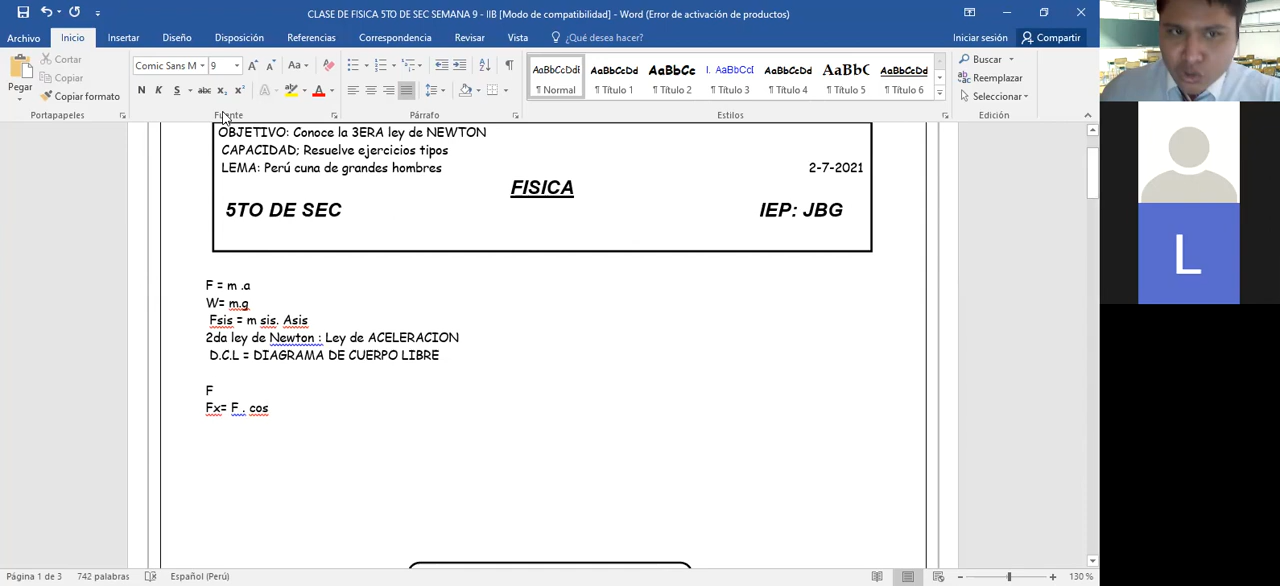 CLASE DE FISICA 5TO DE SEC SEMANA 9 - IIB [Modo de compatibilidad] - Word (Error de activación de productos)
Archivo Inicio Insertar Diseño Disposición Referencias Correspondencia Revisar Vista ¿Qué desea hacer? Iniciar sesión Compartir
Pegar
Cortar
Copiar
Copiar formato
Portapapeles
Comic Sans M 9
Fuente
Párrafo
AaBbCcDdI AaBbCcDd AaBbCc I. AaBbCcI AaBbCcDd AaBbC AaBbCcDd
¶ Normal ¶ Título 1 ¶ Título 2 ¶ Título 3 ¶ Título 4 ¶ Título 5 ¶ Título 6
Estilos
Buscar
Reemplazar
Seleccionar
Edición
OBJETIVO: Conoce la 3ERA ley de NEWTON
CAPACIDAD; Resuelve ejercicios tipos
LEMA: Perú cuna de grandes hombres 2-7-2021
FISICA
5TO DE SEC IEP: JBG
F = m .a
W= m.g
Fsis = m sis. Asis
2da ley de Newton : Ley de ACELERACION
D.C.L = DIAGRAMA DE CUERPO LIBRE
F
Fx= F . cos
L
Página 1 de 3 742 palabras Español (Perú) 130 %